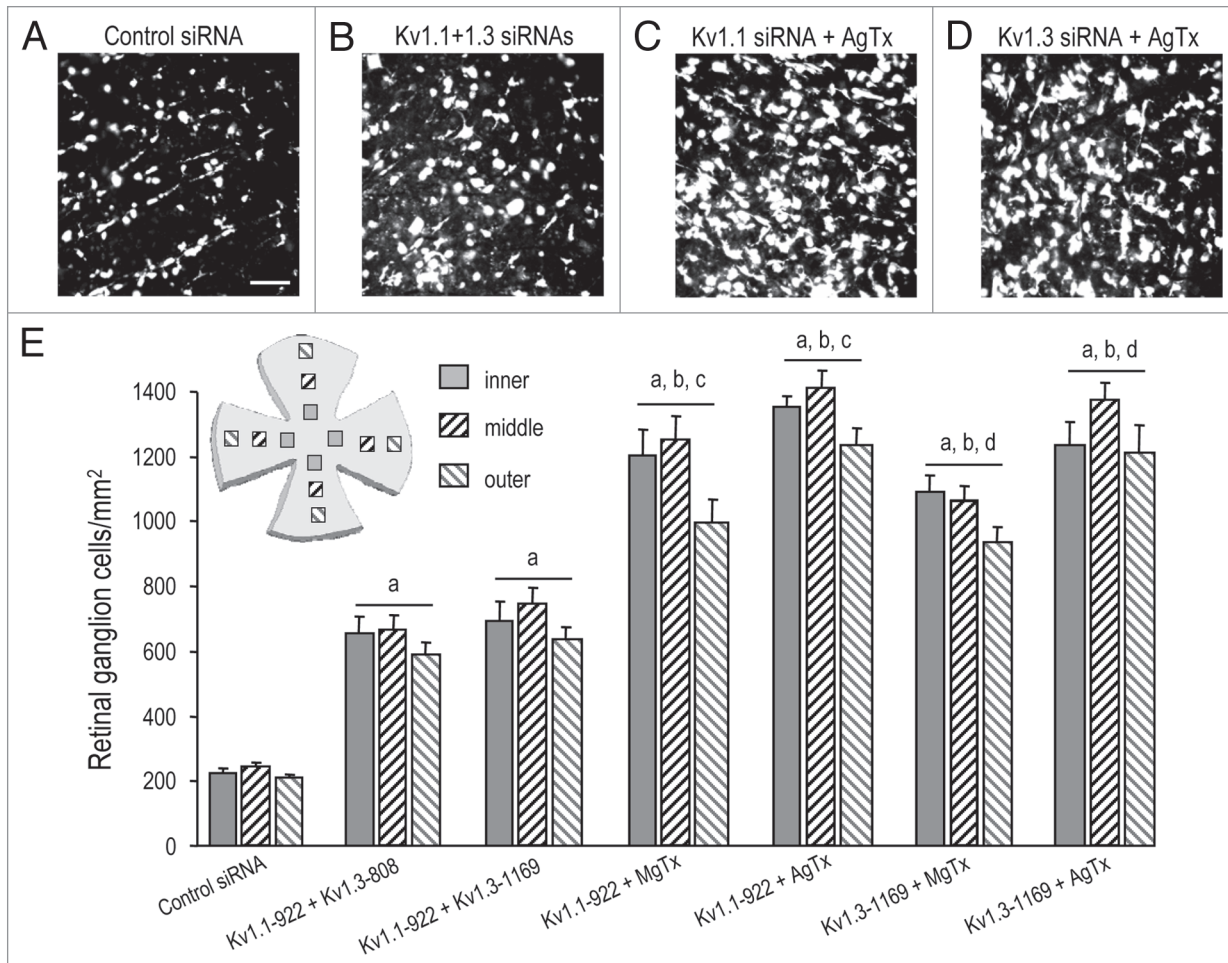 A
Control siRNA
B
Kv1.1+1.3 siRNAs
C
Kv1.1 siRNA + AgTx
D
Kv1.3 siRNA + AgTx
E
inner
middle
outer
Retinal ganglion cells/mm²
1400
1200
1000
800
600
400
200
0
a
a
a, b, c
a, b, c
a, b, d
a, b, d
Control siRNA
Kv1.1-922 + Kv1.3-808
Kv1.1-922 + Kv1.3-1169
Kv1.1-922 + MgTx
Kv1.1-922 + AgTx
Kv1.3-1169 + MgTx
Kv1.3-1169 + AgTx